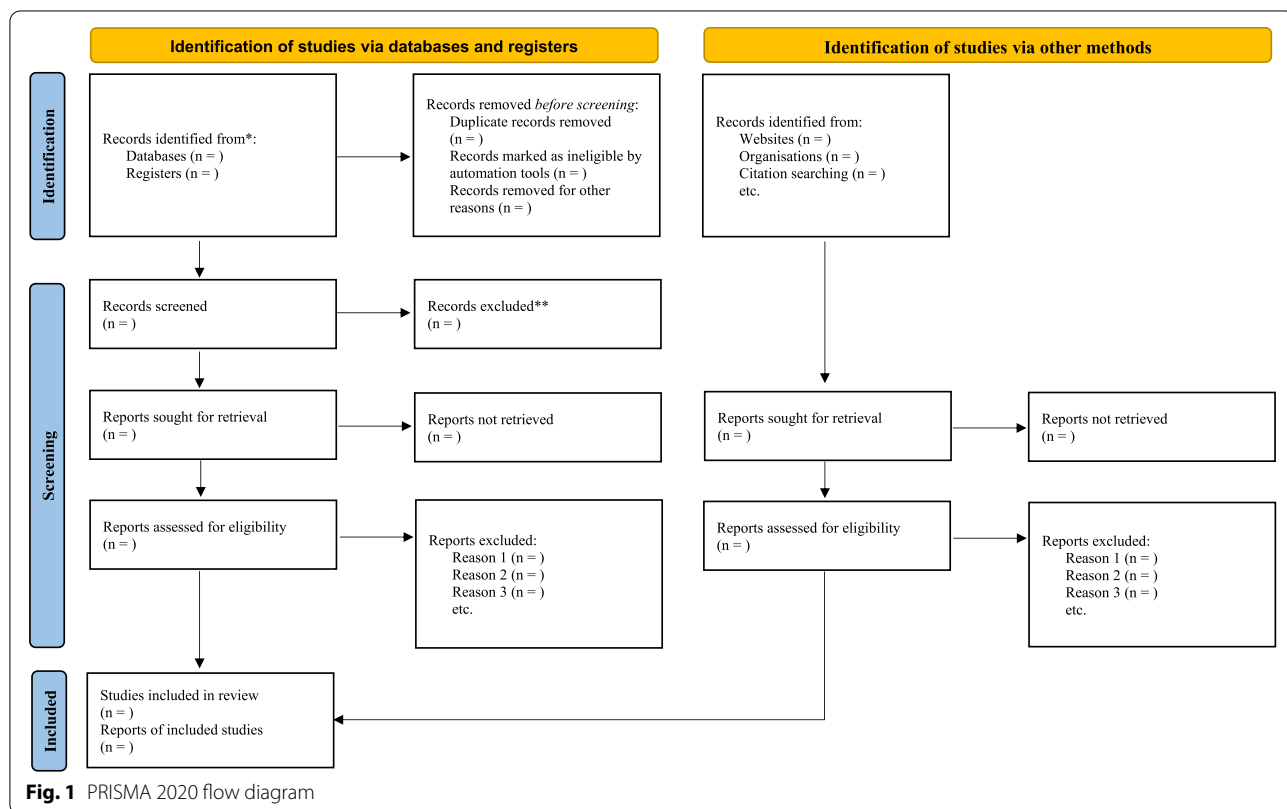 Identification of studies via databases and registers
Identification of studies via other methods
Identification
Records identified from*:
Databases (n = )
Registers (n = )
Records removed before screening:
Duplicate records removed
(n = )
Records marked as ineligible by
automation tools (n = )
Records removed for other
reasons (n = )
Records identified from:
Websites (n = )
Organisations (n = )
Citation searching (n = )
etc.
Screening
Records screened
(n = )
Records excluded**
(n = )
Reports sought for retrieval
(n = )
Reports not retrieved
(n = )
Reports sought for retrieval
(n = )
Reports not retrieved
(n = )
Reports assessed for eligibility
(n = )
Reports excluded:
Reason 1 (n = )
Reason 2 (n = )
Reason 3 (n = )
etc.
Reports assessed for eligibility
(n = )
Reports excluded:
Reason 1 (n = )
Reason 2 (n = )
Reason 3 (n = )
etc.
Included
Studies included in review
(n = )
Reports of included studies
(n = )
Fig. 1 PRISMA 2020 flow diagram